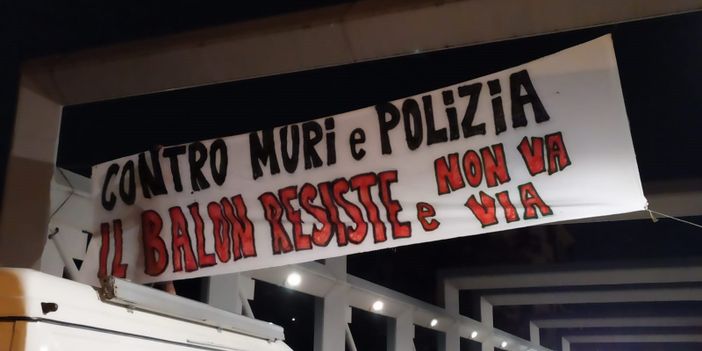 CONTRO MURI e POLIZIA
IL BALON RESISTE e NON VA VIA